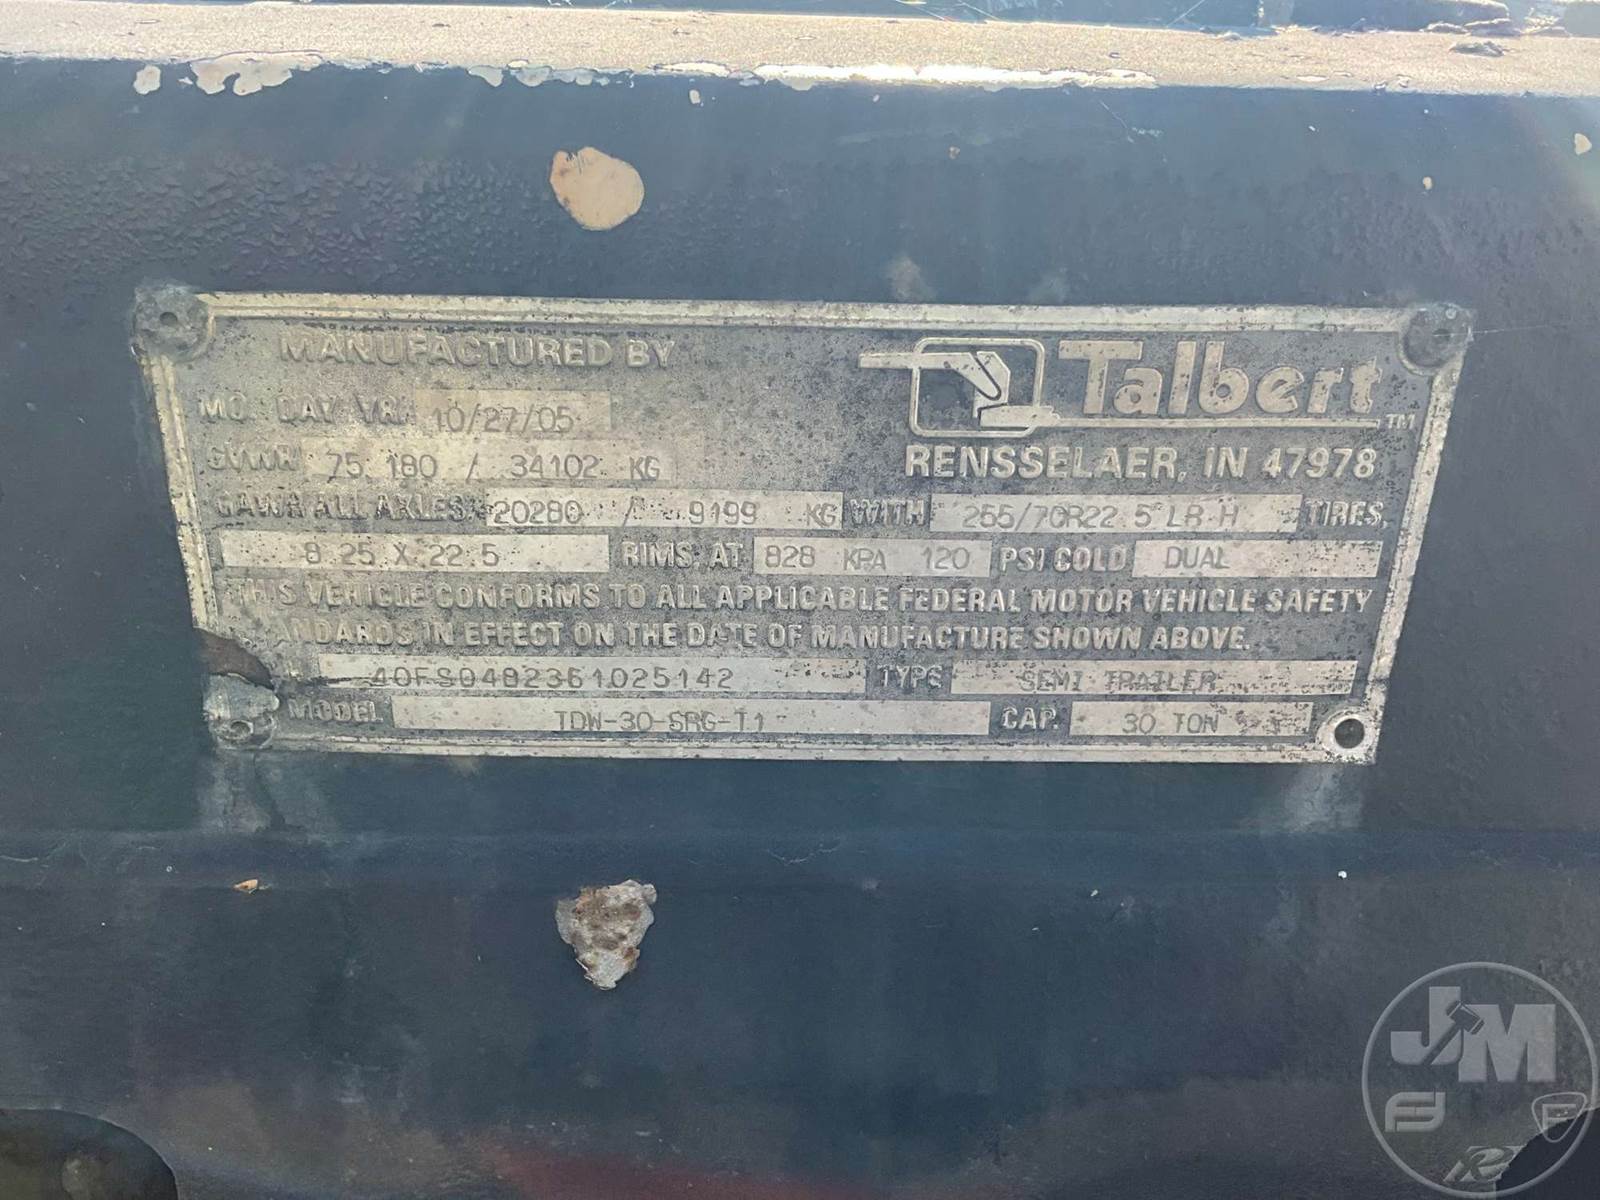 MANUFACTURED BY
Talbert TM
MO. DAY YR. 10/27/05
RENSSELAER, IN 47978
GVWR 75,180 / 34102 KG
GAWR ALL AXLES 20280 / 9199 KG WITH 255/70R22.5 LR H TIRES,
8.25 X 22.5 RIMS, AT 828 KPA 120 PSI COLD DUAL
THIS VEHICLE CONFORMS TO ALL APPLICABLE FEDERAL MOTOR VEHICLE SAFETY
ANDARDS IN EFFECT ON THE DATE OF MANUFACTURE SHOWN ABOVE.
40FS0482361025142 TYPE SEMI TRAILER
MODEL TDW-30-SRG-T1 CAP. 30 TON
JM